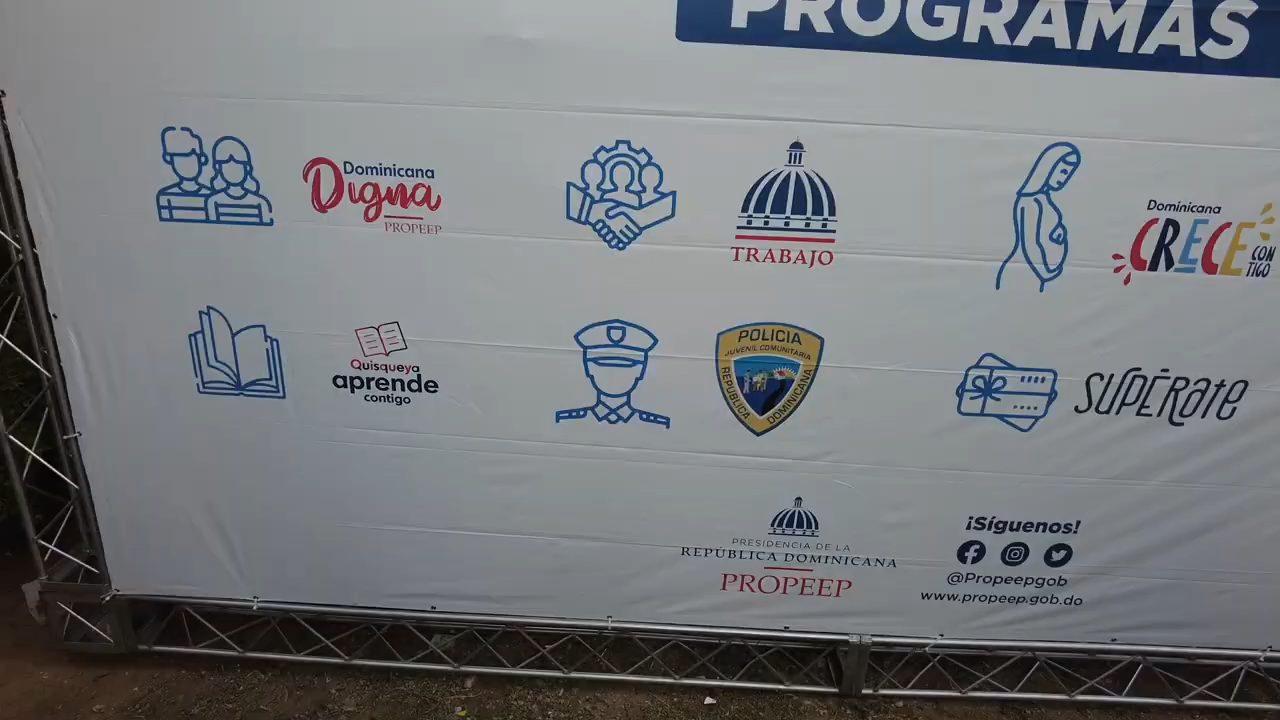 PROGRAMAS
Dominicana
Digna
PROPEEP
TRABAJO
Dominicana
CRECE
CON
TIGO
Quisqueya
aprende
contigo
POLICIA
JUVENIL COMUNITARIA
REPUBLICA DOMINICANA
SUPÉRate
PRESIDENCIA DE LA
REPÚBLICA DOMINICANA
PROPEEP
¡Síguenos!
@Propeepgob
www.propeep.gob.do